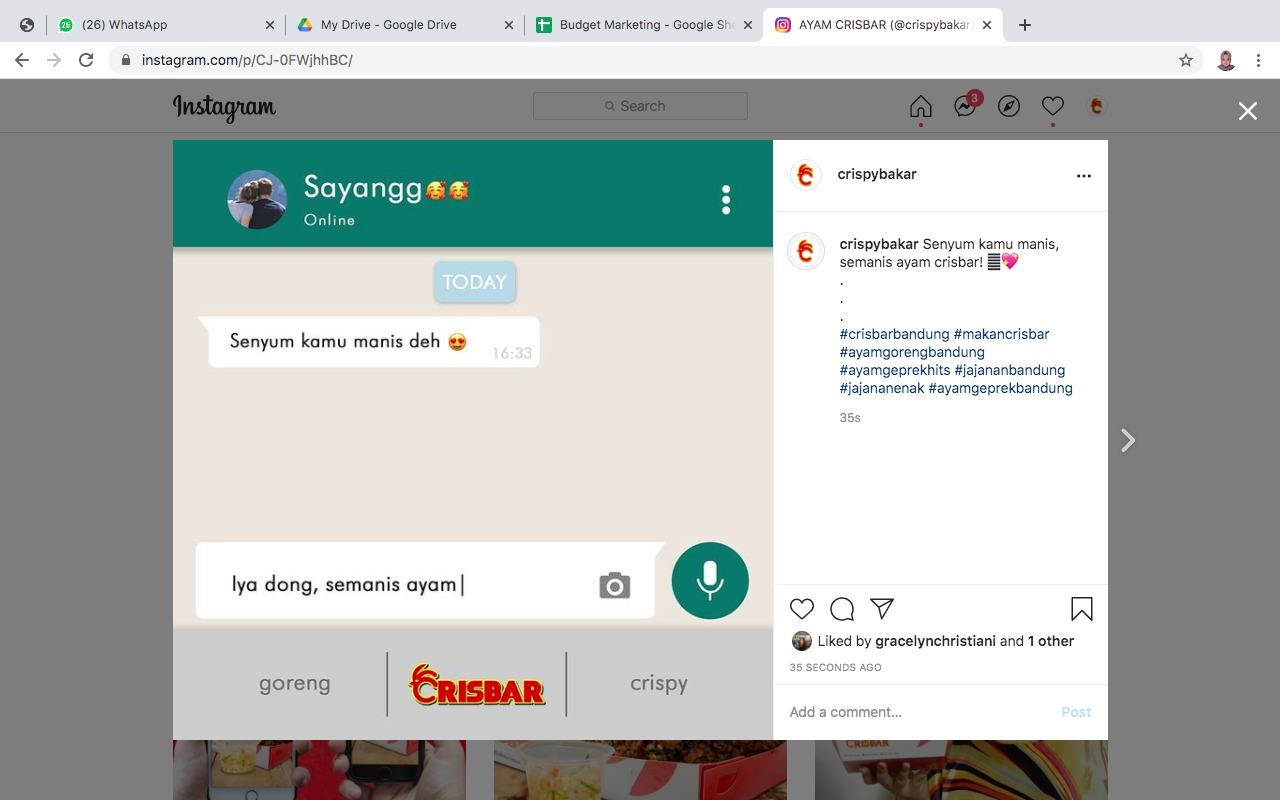 (26) WhatsApp
My Drive - Google Drive
Budget Marketing - Google She
AYAM CRISBAR (@crispybakar)
instagram.com/p/CJ-0FWjhhBC/
Instagram
Search
3
Sayangg🥰🥰
Online
TODAY
Senyum kamu manis deh 😍
16:33
Iya dong, semanis ayam|
goreng
CRISBAR
crispy
crispybakar
crispybakar Senyum kamu manis,
semanis ayam crisbar! 💖
.
.
.
#crisbarbandung #makancrisbar
#ayamgorengbandung
#ayamgeprekhits #jajananbandung
#jajananenak #ayamgeprekbandung
35s
Liked by gracelynchristiani and 1 other
35 SECONDS AGO
Add a comment...
Post
CRISBAR